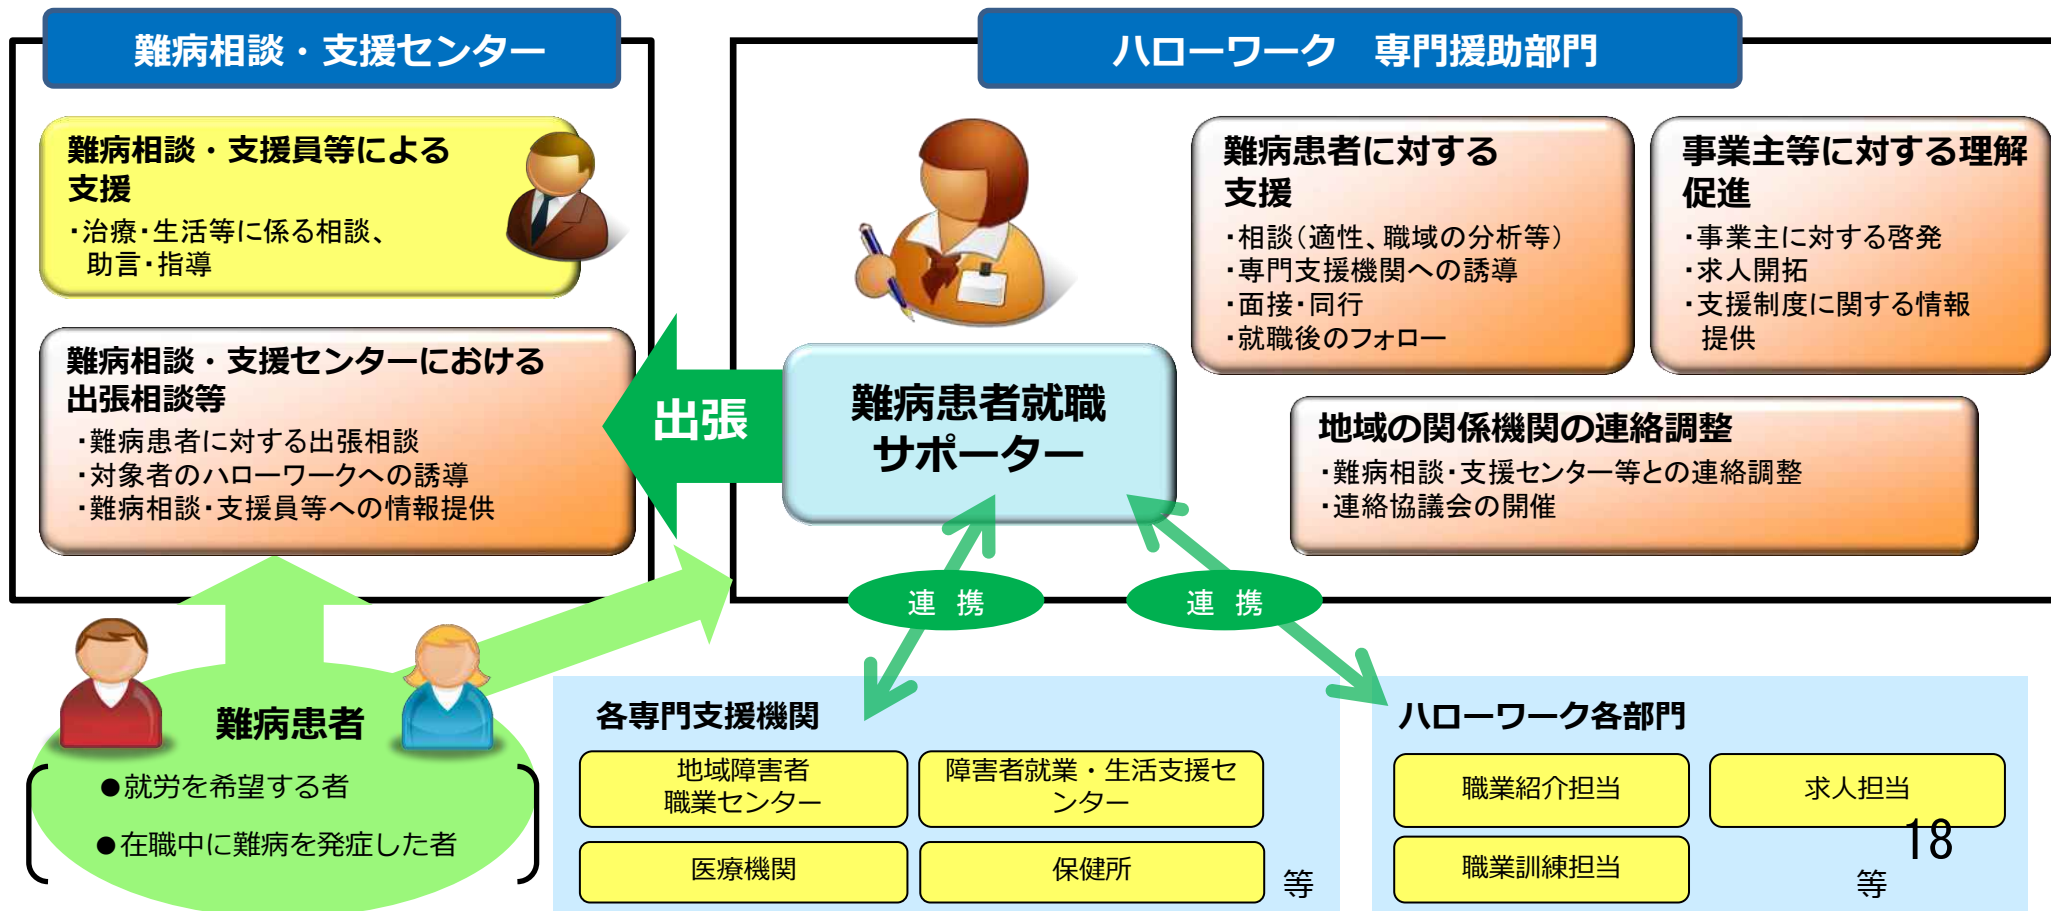 難病相談・支援センター
難病相談・支援員等による
支援
・治療・生活等に係る相談、
助言・指導
難病相談・支援センターにおける
出張相談等
・難病患者に対する出張相談
・対象者のハローワークへの誘導
・難病相談・支援員等への情報提供
出張
ハローワーク 専門援助部門
難病患者就職
サポーター
難病患者に対する
支援
・相談（適性、職域の分析等）
・専門支援機関への誘導
・面接・同行
・就職後のフォロー
事業主等に対する理解
促進
・事業主に対する啓発
・求人開拓
・支援制度に関する情報
提供
地域の関係機関の連絡調整
・難病相談・支援センター等との連絡調整
・連絡協議会の開催
連 携
連 携
難病患者
●就労を希望する者
●在職中に難病を発症した者
各専門支援機関
地域障害者
職業センター
障害者就業・生活支援セ
ンター
医療機関
保健所
等
ハローワーク各部門
職業紹介担当
求人担当
職業訓練担当
等
18